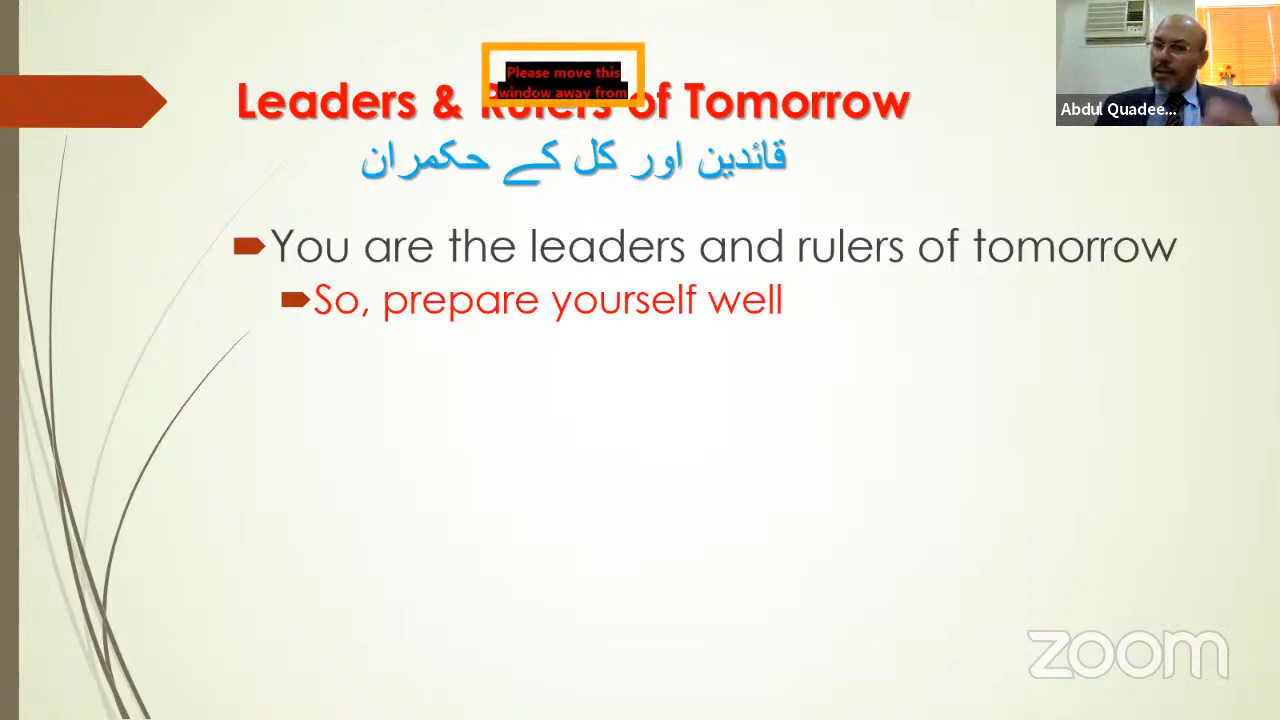 Please move this
window away from
Leaders & Rulers of Tomorrow
Abdul Quadee...
قائدین اور کل کے حکمران
You are the leaders and rulers of tomorrow
So, prepare yourself well
zoom